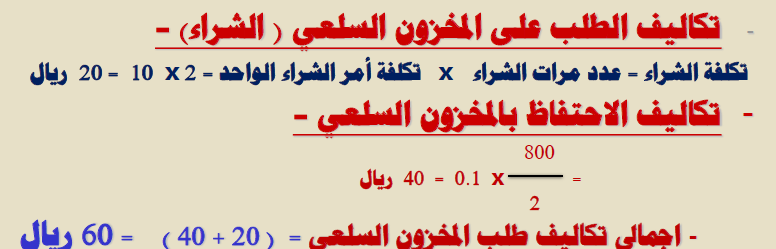 - تكاليف الطلب على المخزون السلعي ( الشراء) -
تكلفة الشراء = عدد مرات الشراء x تكلفة أمر الشراء الواحد = 2 x 10 = 20 ريال
- تكاليف الاحتفاظ بالمخزون السلعي -
800
= x 0.1 = 40 ريال
2
- اجمالي تكاليف طلب المخزون السلعي = ( 20 + 40 ) = 60 ريال